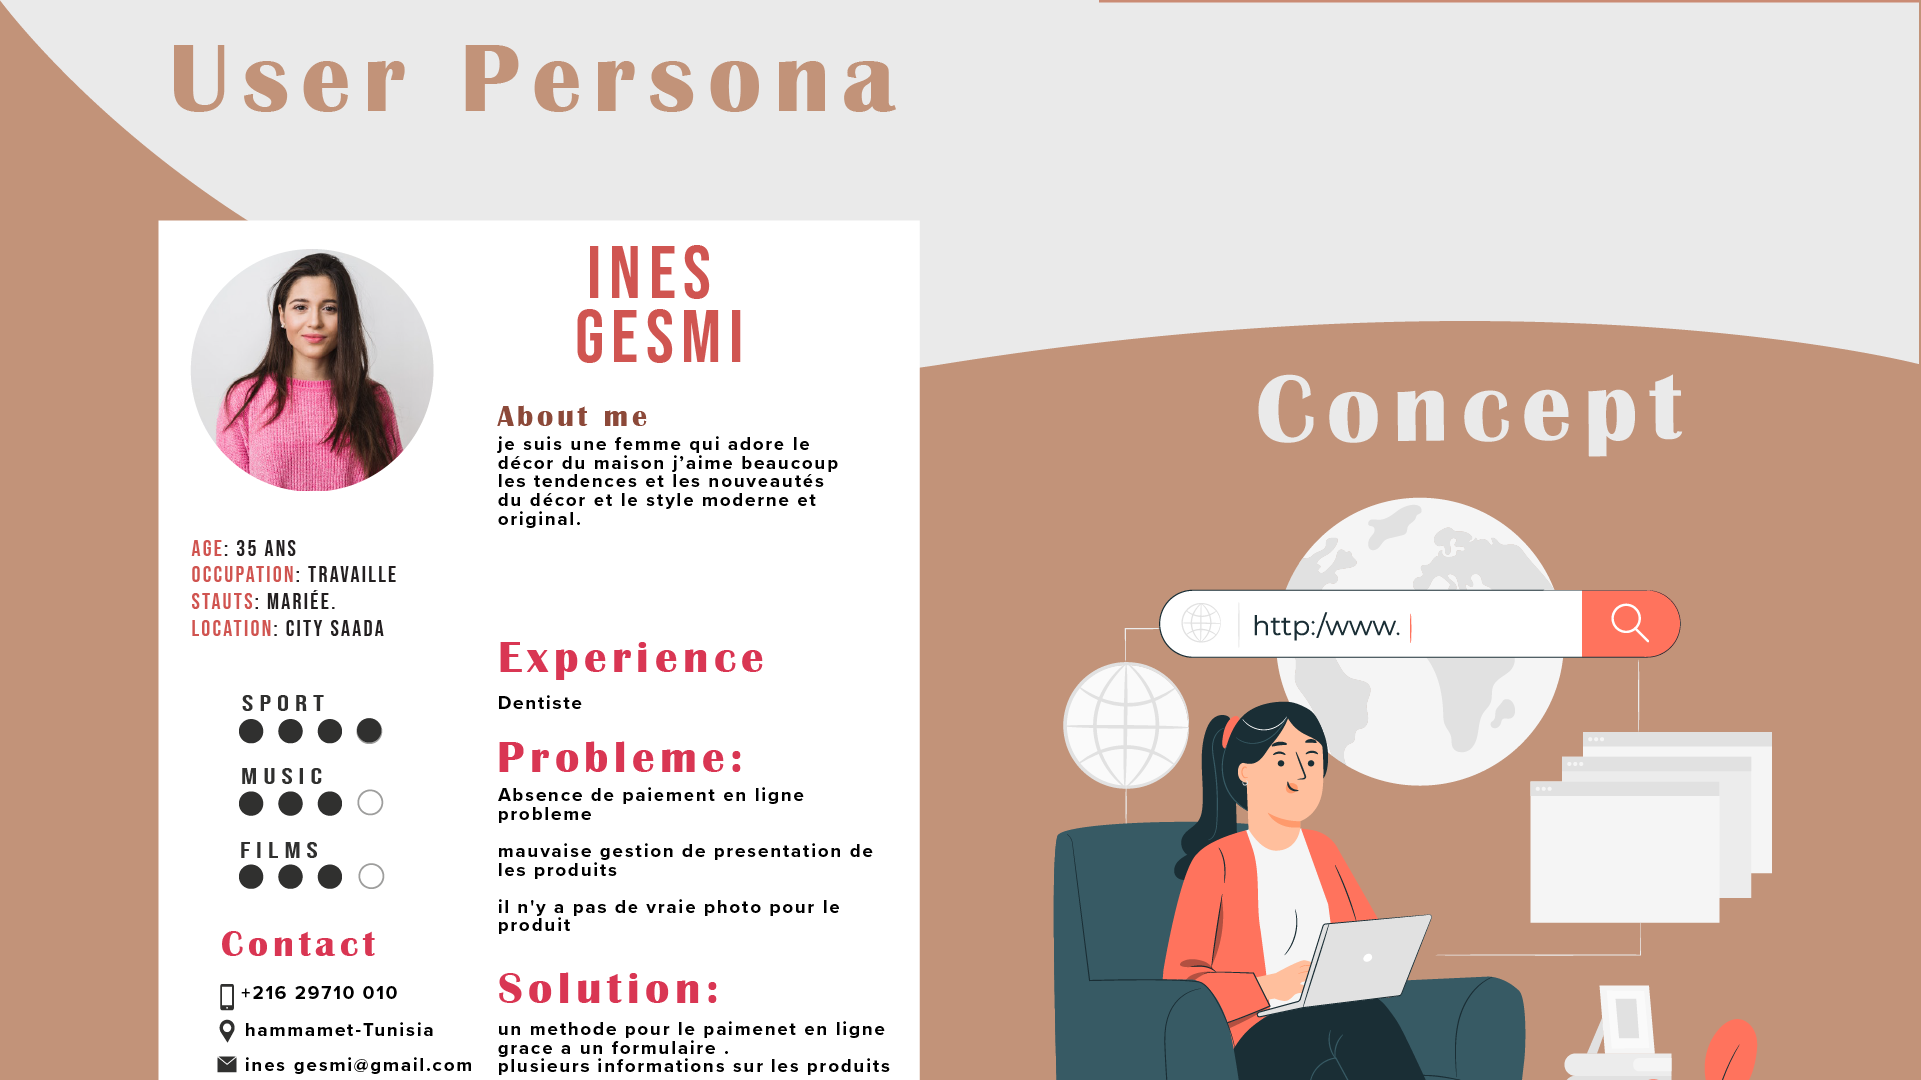 User Persona
INES
GESMI
About me
je suis une femme qui adore le
décor du maison j’aime beaucoup
les tendences et les nouveautés
du décor et le style moderne et
original.
AGE: 35 ANS
OCCUPATION: TRAVAILLE
STAUTS: MARIÉE.
LOCATION: CITY SAADA
SPORT
MUSIC
FILMS
Contact
+216 29710 010
hammamet-Tunisia
ines gesmi@gmail.com
Experience
Dentiste
Probleme:
Absence de paiement en ligne
probleme
mauvaise gestion de presentation de
les produits
il n'y a pas de vraie photo pour le
produit
Solution:
un methode pour le paimenet en ligne
grace a un formulaire .
plusieurs informations sur les produits
Concept
http:/www.